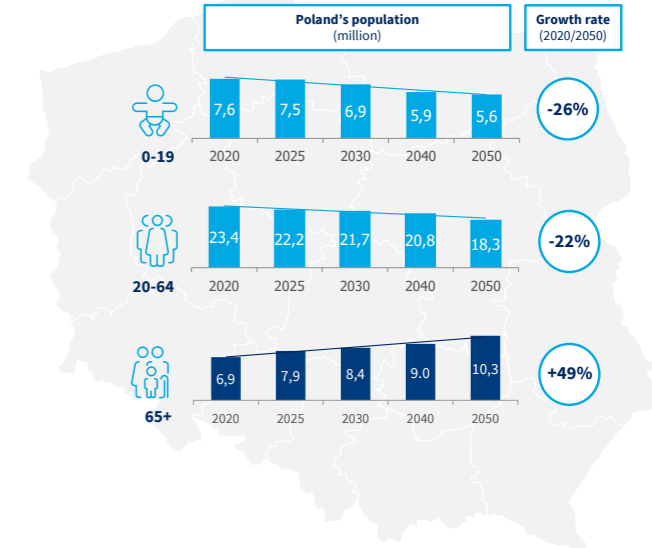 Poland's population
(million)
Growth rate
(2020/2050)
7,6 7,5 6,9 5,9 5,6
-26%
0-19 2020 2025 2030 2040 2050
23,4 22,2 21,7 20,8 18,3
-22%
20-64 2020 2025 2030 2040 2050
6,9 7,9 8,4 9.0 10,3
+49%
65+ 2020 2025 2030 2040 2050